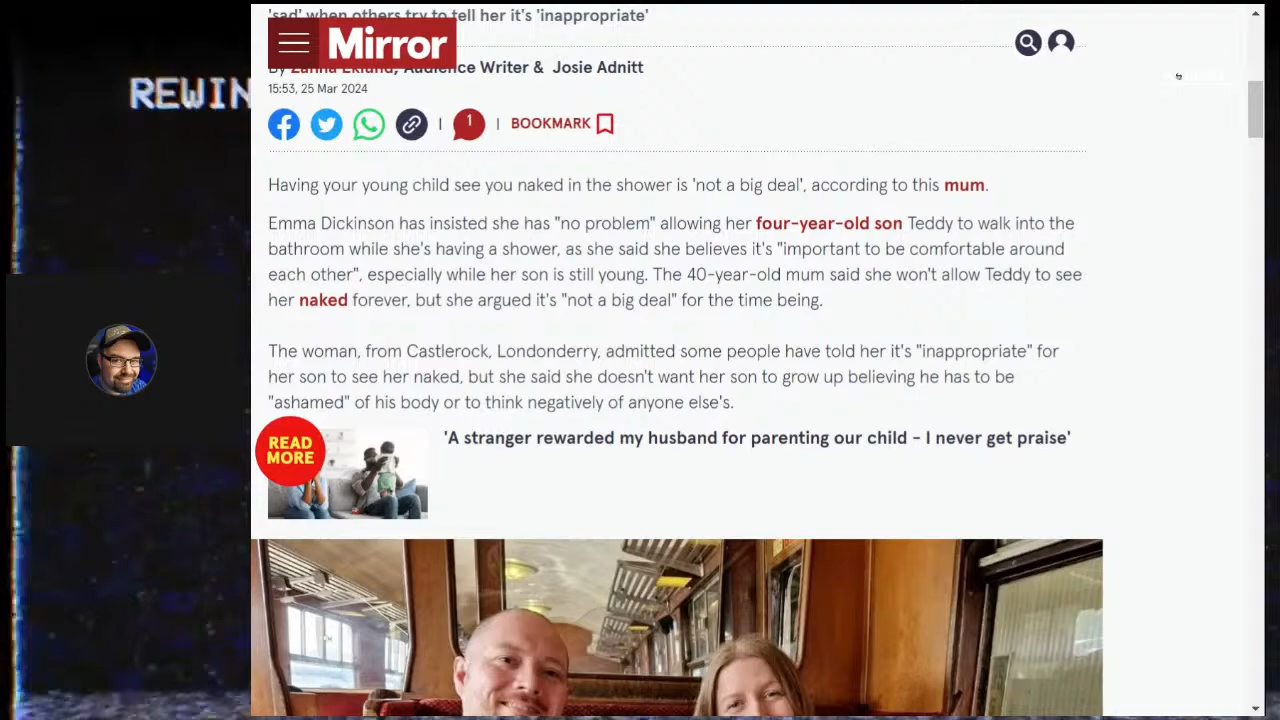 'sad' when others try to tell her it's 'inappropriate'
Mirror
By Zahna Eklund, Audience Writer & Josie Adnitt
15:53, 25 Mar 2024
REWIN
1
BOOKMARK
Having your young child see you naked in the shower is 'not a big deal', according to this mum.
Emma Dickinson has insisted she has "no problem" allowing her four-year-old son Teddy to walk into the
bathroom while she's having a shower, as she said she believes it's "important to be comfortable around
each other", especially while her son is still young. The 40-year-old mum said she won't allow Teddy to see
her naked forever, but she argued it's "not a big deal" for the time being.
The woman, from Castlerock, Londonderry, admitted some people have told her it's "inappropriate" for
her son to see her naked, but she said she doesn't want her son to grow up believing he has to be
"ashamed" of his body or to think negatively of anyone else's.
READ
MORE
'A stranger rewarded my husband for parenting our child - I never get praise'